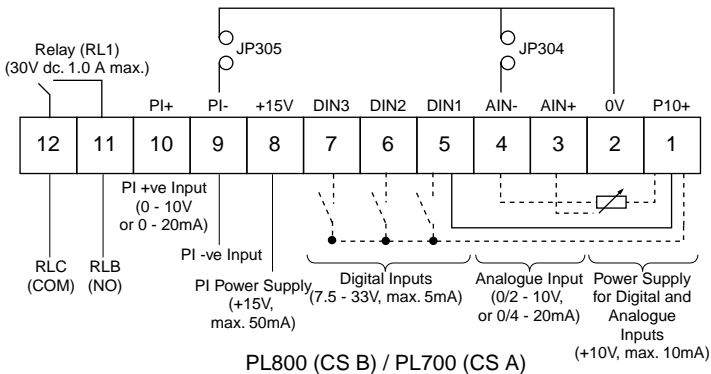 JP305
JP304
Relay (RL1)
(30V dc. 1.0 A max.)
PI+ PI- +15V DIN3 DIN2 DIN1 AIN- AIN+ 0V P10+
12 11 10 9 8 7 6 5 4 3 2 1
PI +ve Input
(0 - 10V
or 0 - 20mA)
PI -ve Input
RLC
(COM)
RLB
(NO)
PI Power Supply
(+15V,
max. 50mA)
Digital Inputs
(7.5 - 33V, max. 5mA)
Analogue Input
(0/2 - 10V,
or 0/4 - 20mA)
Power Supply
for Digital and
Analogue
Inputs
(+10V, max. 10mA)
PL800 (CS B) / PL700 (CS A)